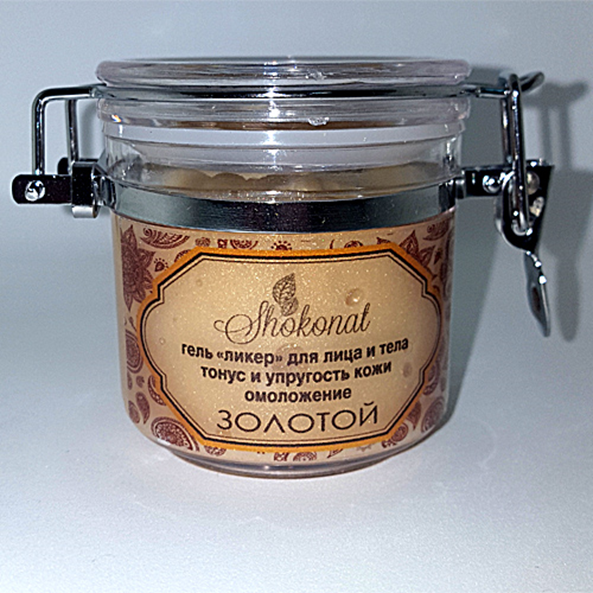 Shokonat
гель «ликер» для лица и тела
тонус и упругость кожи
омоложение
ЗОЛОТОЙ